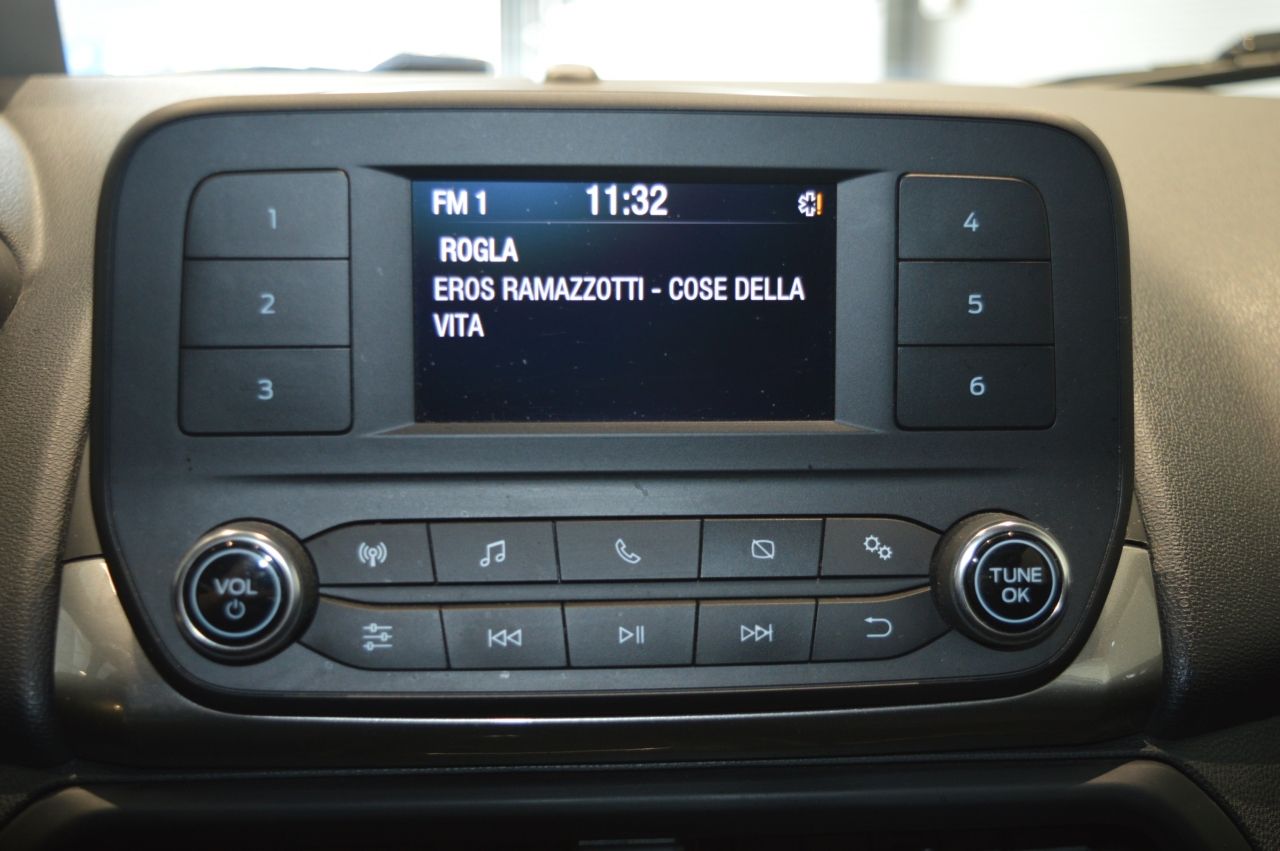 FM 1 11:32
ROGLA
EROS RAMAZZOTTI - COSE DELLA
VITA
1
2
3
4
5
6
VOL
TUNE
OK